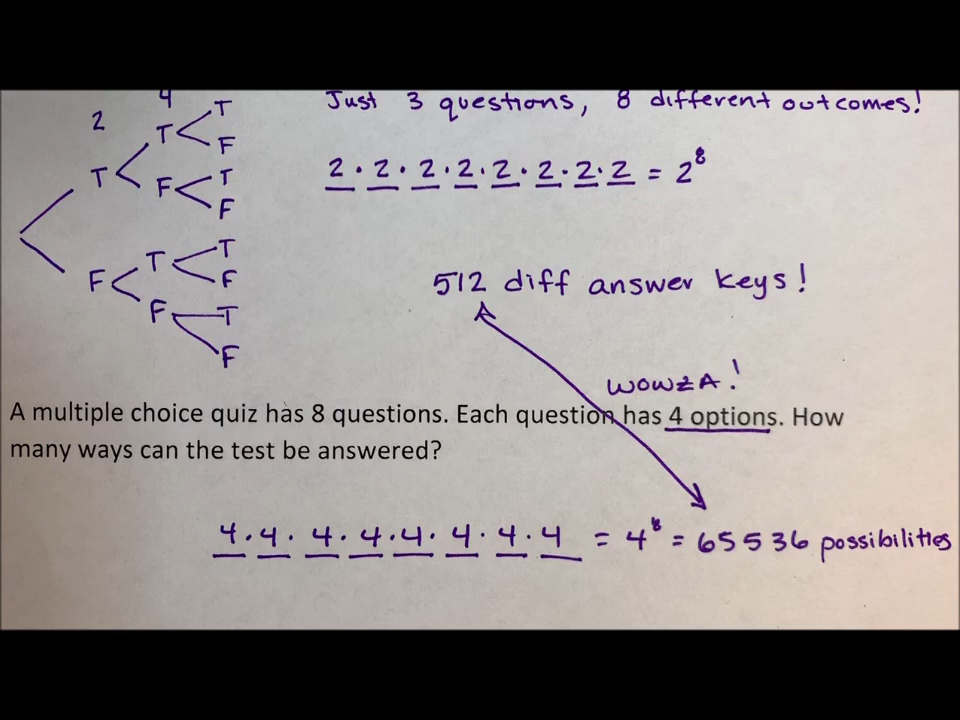 4
Just 3 questions, 8 different outcomes!
2
T
T F
T
2 · 2 · 2 · 2 · 2 · 2 · 2 · 2 = 2⁸
T F T
F
T T
F F
512 diff answer keys!
F T
F
WOWZA!
A multiple choice quiz has 8 questions. Each question has 4 options. How
many ways can the test be answered?
4 · 4 · 4 · 4 · 4 · 4 · 4 · 4 = 4⁸ = 65536 possibilities